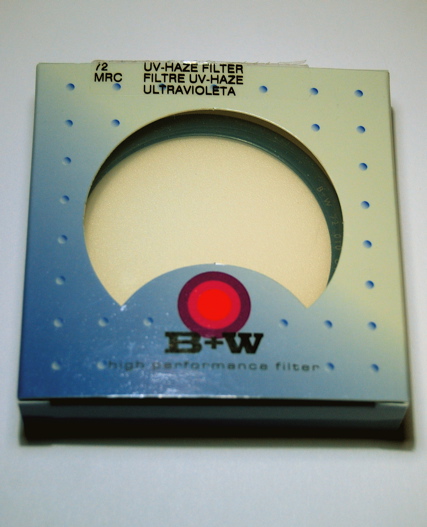 72 UV-HAZE FILTER
MRC FILTRE UV-HAZE
ULTRAVIOLETA
B+W
high performance filter